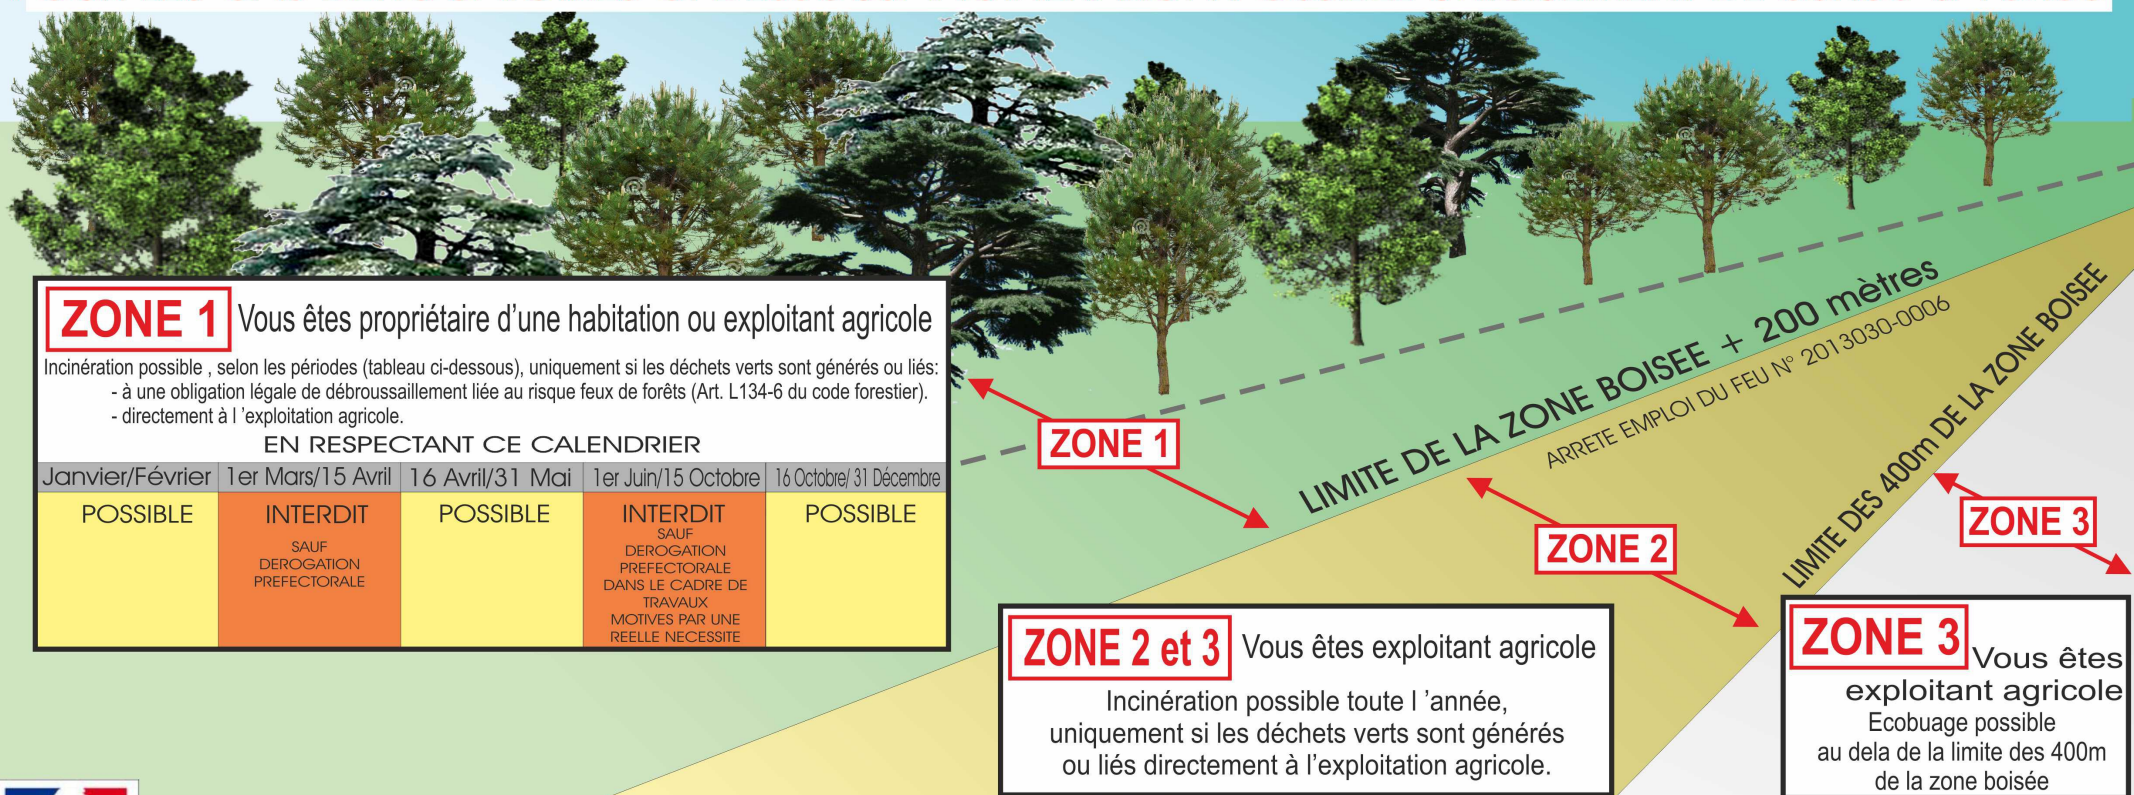 ZONE 1 Vous êtes propriétaire d'une habitation ou exploitant agricole
Incinération possible , selon les périodes (tableau ci-dessous), uniquement si les déchets verts sont générés ou liés:
- à une obligation légale de débroussaillement liée au risque feux de forêts (Art. L134-6 du code forestier).
- directement à l 'exploitation agricole.
EN RESPECTANT CE CALENDRIER
Janvier/Février 1er Mars/15 Avril 16 Avril/31 Mai 1er Juin/15 Octobre 16 Octobre/ 31 Décembre
POSSIBLE
INTERDIT
SAUF
DEROGATION
PREFECTORALE
POSSIBLE
INTERDIT
SAUF
DEROGATION
PREFECTORALE
DANS LE CADRE DE
TRAVAUX
MOTIVES PAR UNE
REELLE NECESSITE
POSSIBLE
ZONE 1
LIMITE DE LA ZONE BOISEE + 200 mètres
ARRETE EMPLOI DU FEU N° 2013030-0006
ZONE 2
LIMITE DES 400m DE LA ZONE BOISEE
ZONE 3
ZONE 2 et 3 Vous êtes exploitant agricole
Incinération possible toute l 'année,
uniquement si les déchets verts sont générés
ou liés directement à l'exploitation agricole.
ZONE 3 Vous êtes
exploitant agricole
Ecobuage possible
au dela de la limite des 400m
de la zone boisée